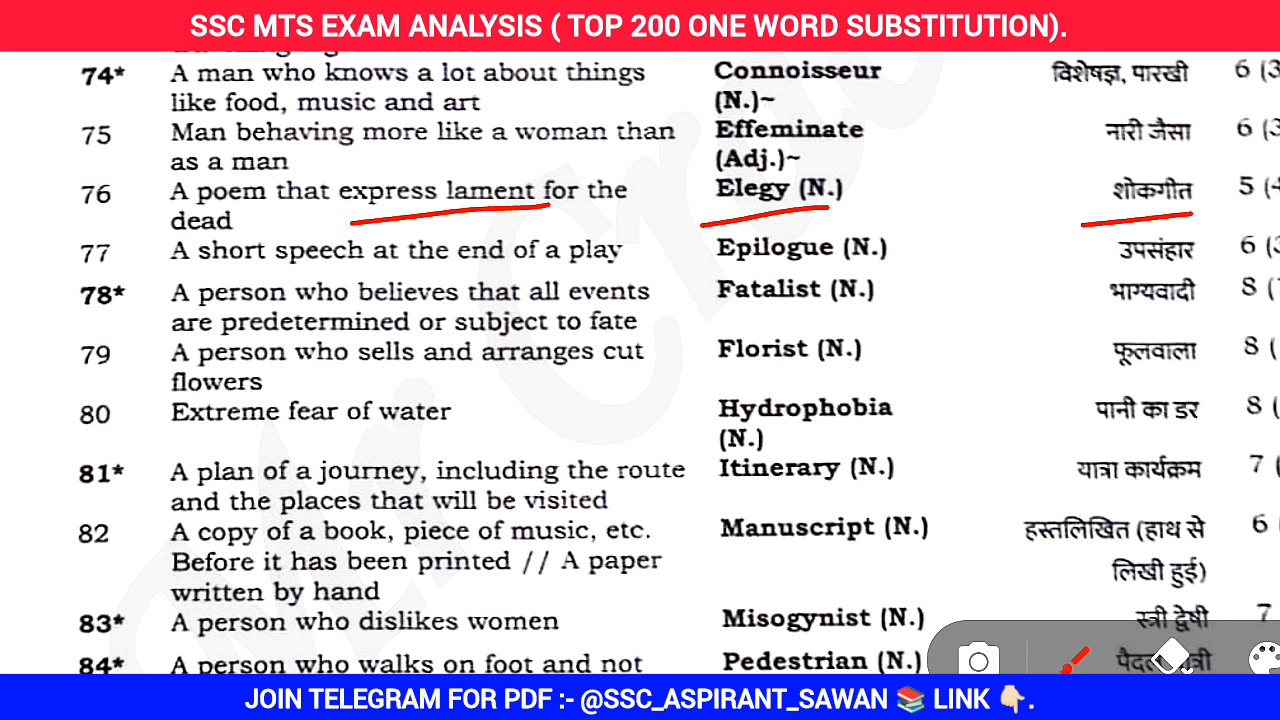 SSC MTS EXAM ANALYSIS ( TOP 200 ONE WORD SUBSTITUTION).
74* A man who knows a lot about things Connoisseur विशेषज्ञ, पारखी 6 (3
like food, music and art (N.)~
75 Man behaving more like a woman than Effeminate नारी जैसा 6 (3
as a man (Adj.)~
76 A poem that express lament for the Elegy (N.) शोकगीत 5 (4
dead
77 A short speech at the end of a play Epilogue (N.) उपसंहार 6 (3
78* A person who believes that all events Fatalist (N.) भाग्यवादी 8 (
are predetermined or subject to fate
79 A person who sells and arranges cut Florist (N.) फूलवाला 8 (
flowers
80 Extreme fear of water Hydrophobia पानी का डर 8 (
(N.)
81* A plan of a journey, including the route Itinerary (N.) यात्रा कार्यक्रम 7 (
and the places that will be visited
82 A copy of a book, piece of music, etc. Manuscript (N.) हस्तलिखित (हाथ से 6
Before it has been printed // A paper लिखी हुई)
written by hand
83* A person who dislikes women Misogynist (N.) स्त्री द्वेषी 7
84* A person who walks on foot and not Pedestrian (N.)
JOIN TELEGRAM FOR PDF :- @SSC_ASPIRANT_SAWAN 📚 LINK 👇🏻.